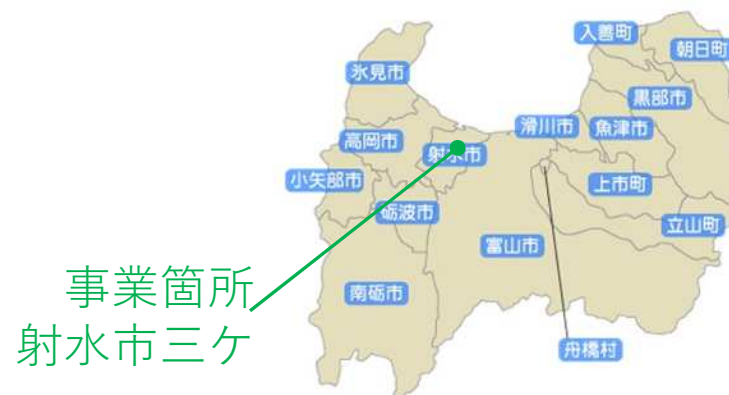 入善町
朝日町
氷見市
黒部市
滑川市
魚津市
高岡市
射水市
小矢部市
上市町
砺波市
立山町
富山市
南砺市
舟橋村
事業箇所
射水市三ケ